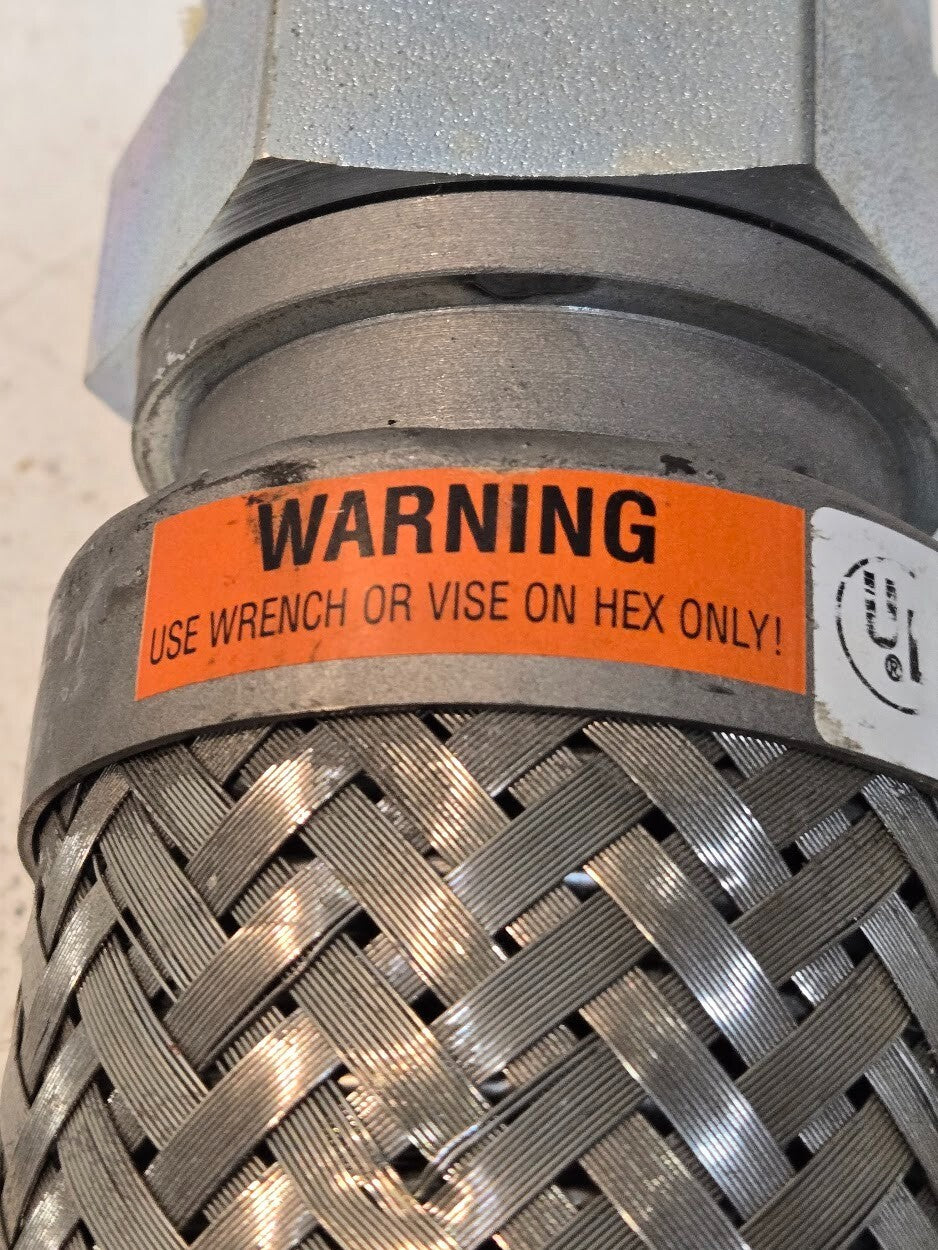 WARNING
USE WRENCH OR VISE ON HEX ONLY!
®